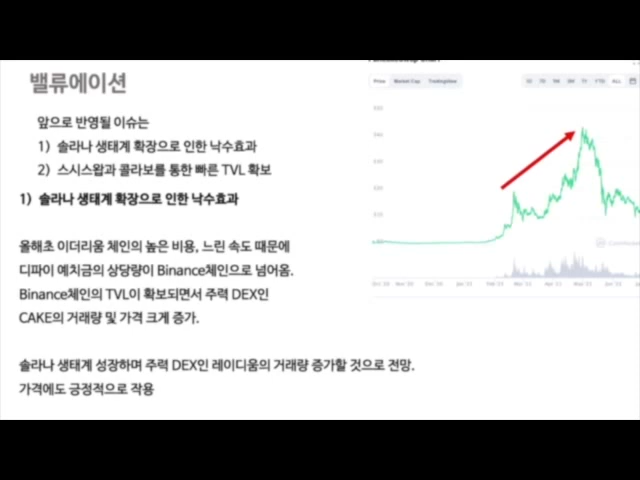 밸류에이션
앞으로 반영될 이슈는
1) 솔라나 생태계 확장으로 인한 낙수효과
2) 스시스왑과 콜라보를 통한 빠른 TVL 확보
1) 솔라나 생태계 확장으로 인한 낙수효과
올해초 이더리움 체인의 높은 비용, 느린 속도 때문에
디파이 예치금의 상당량이 Binance체인으로 넘어옴.
Binance체인의 TVL이 확보되면서 주력 DEX인
CAKE의 거래량 및 가격 크게 증가.
솔라나 생태계 성장하며 주력 DEX인 레이디움의 거래량 증가할 것으로 전망.
가격에도 긍정적으로 작용
Price Market Cap TradingView